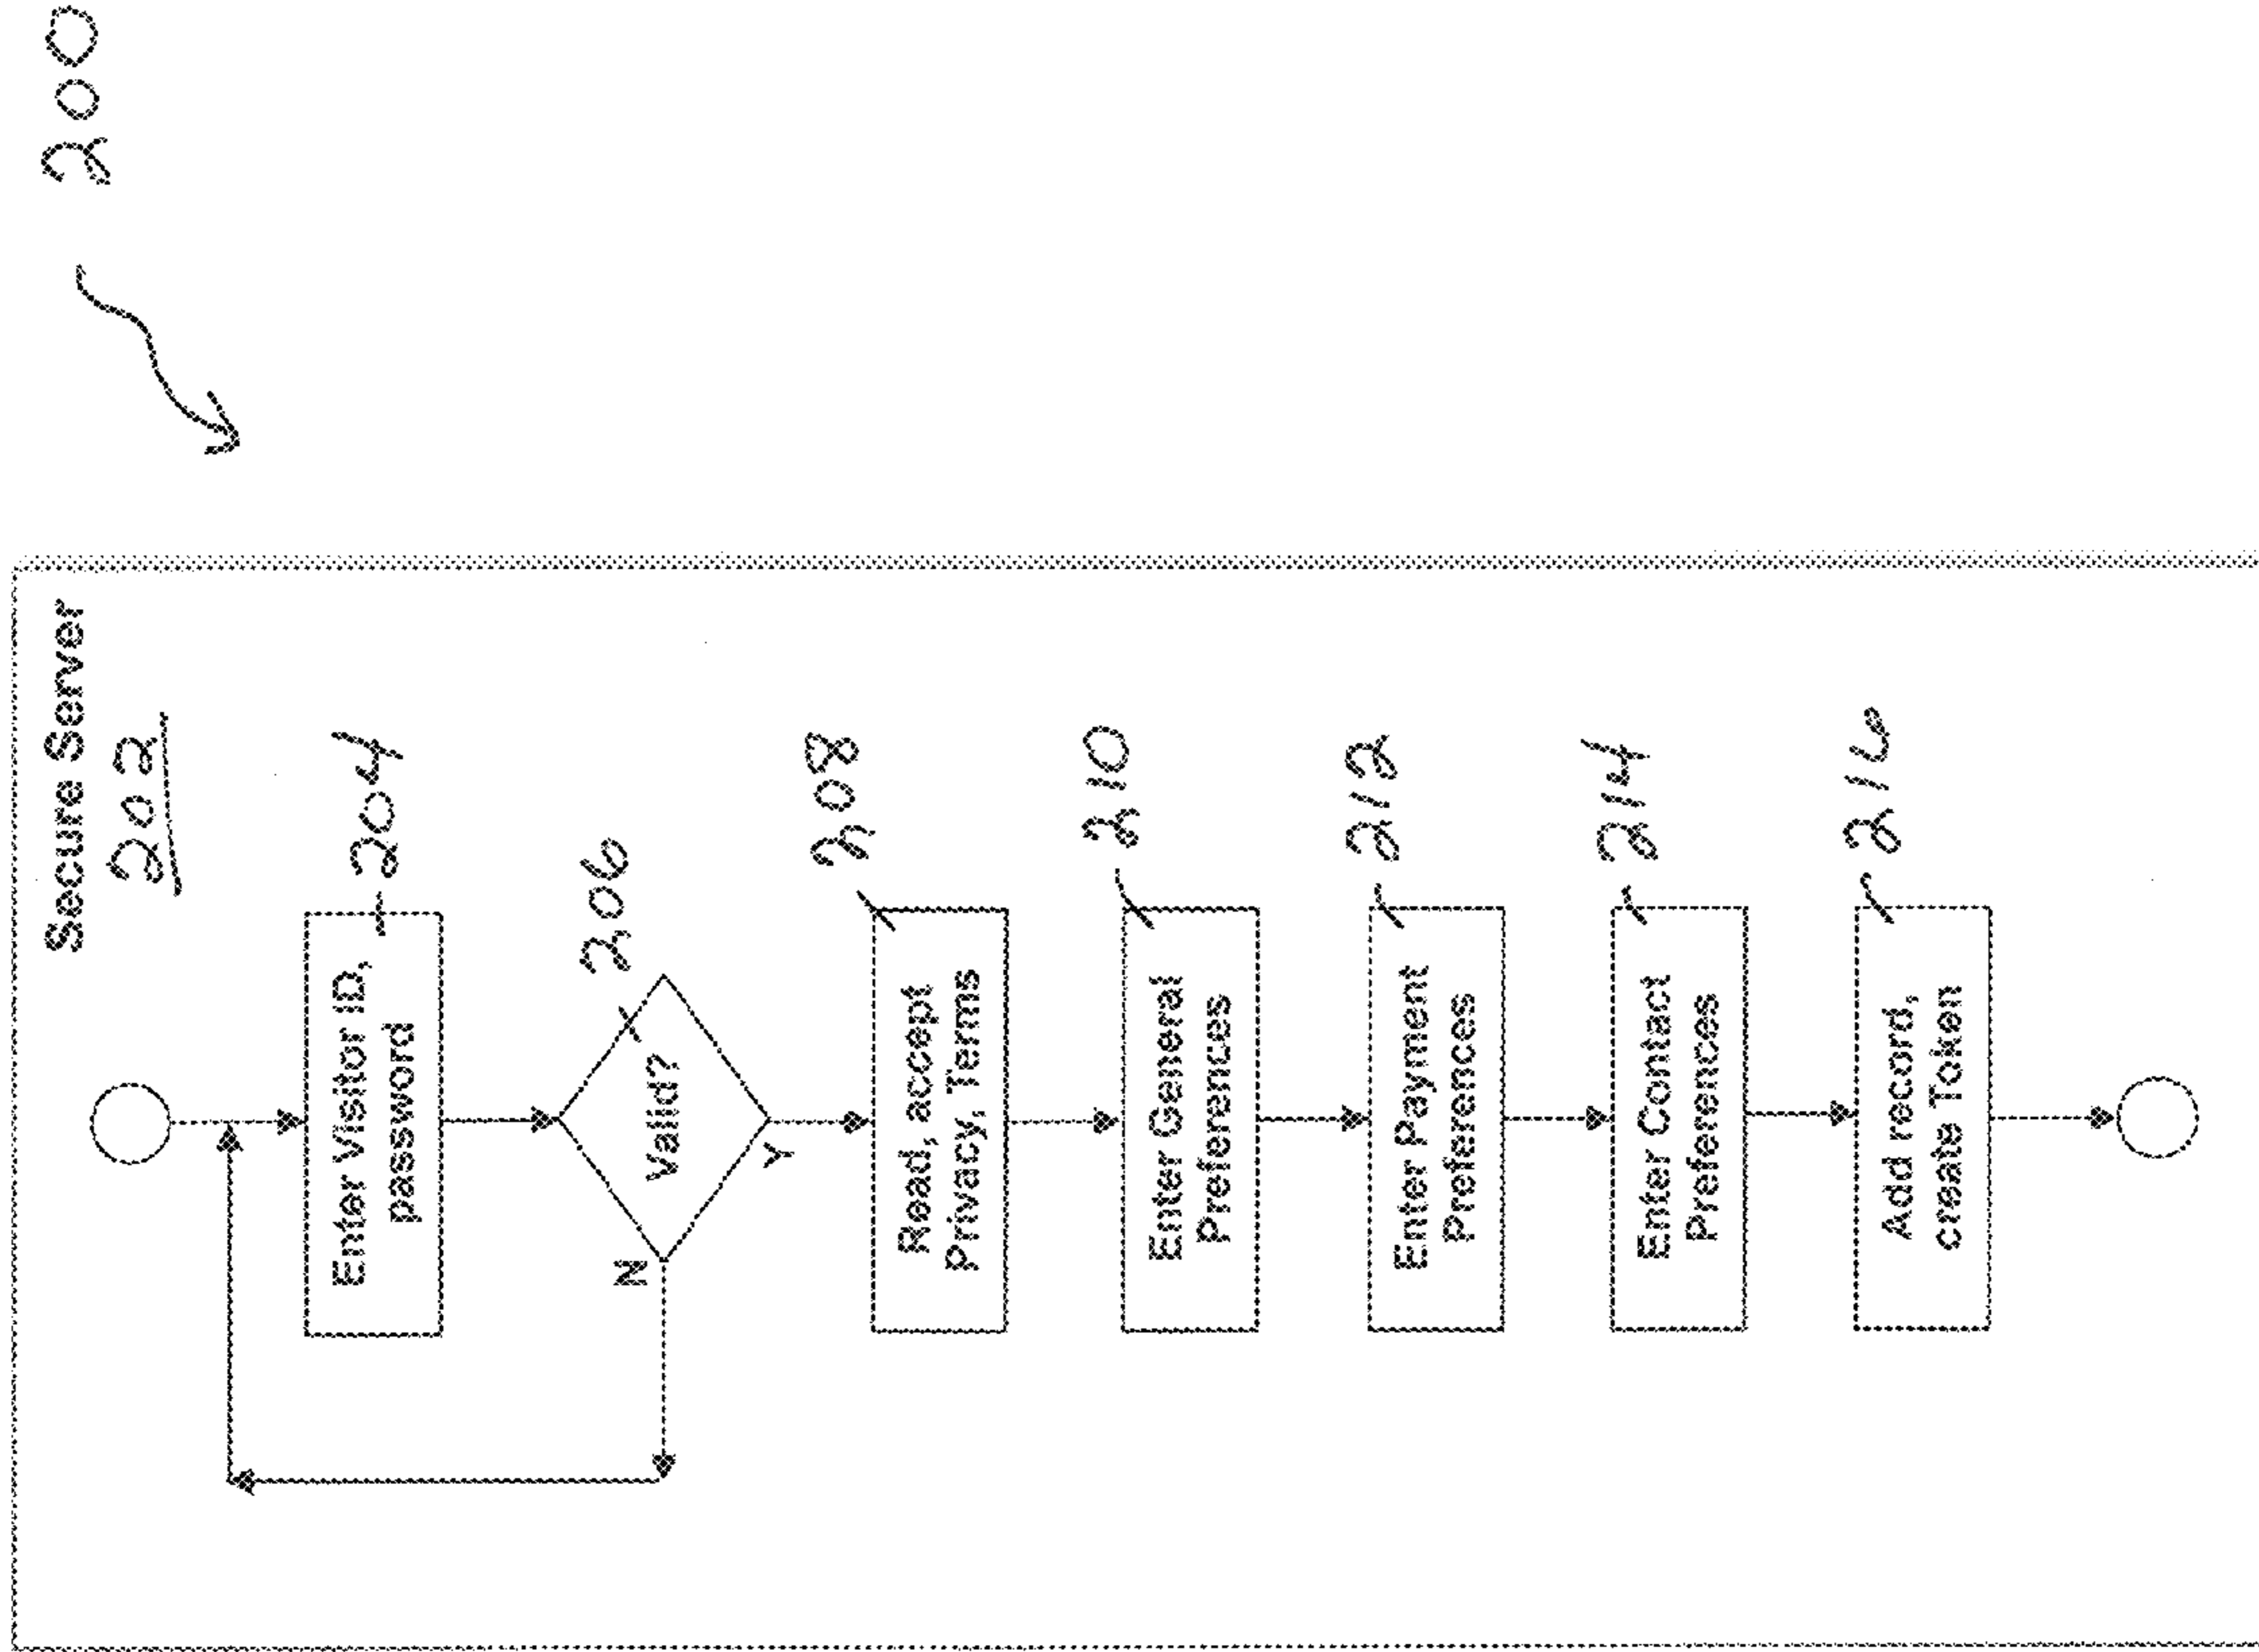 200
Secure Server
202
Enter Visitor ID,
password
204
Valid?
206
N
Y
Read, accept
Privacy, Terms
208
Enter General
Preferences
210
Enter Payment
Preferences
212
Enter Contact
Preferences
214
Add record,
create Token
216